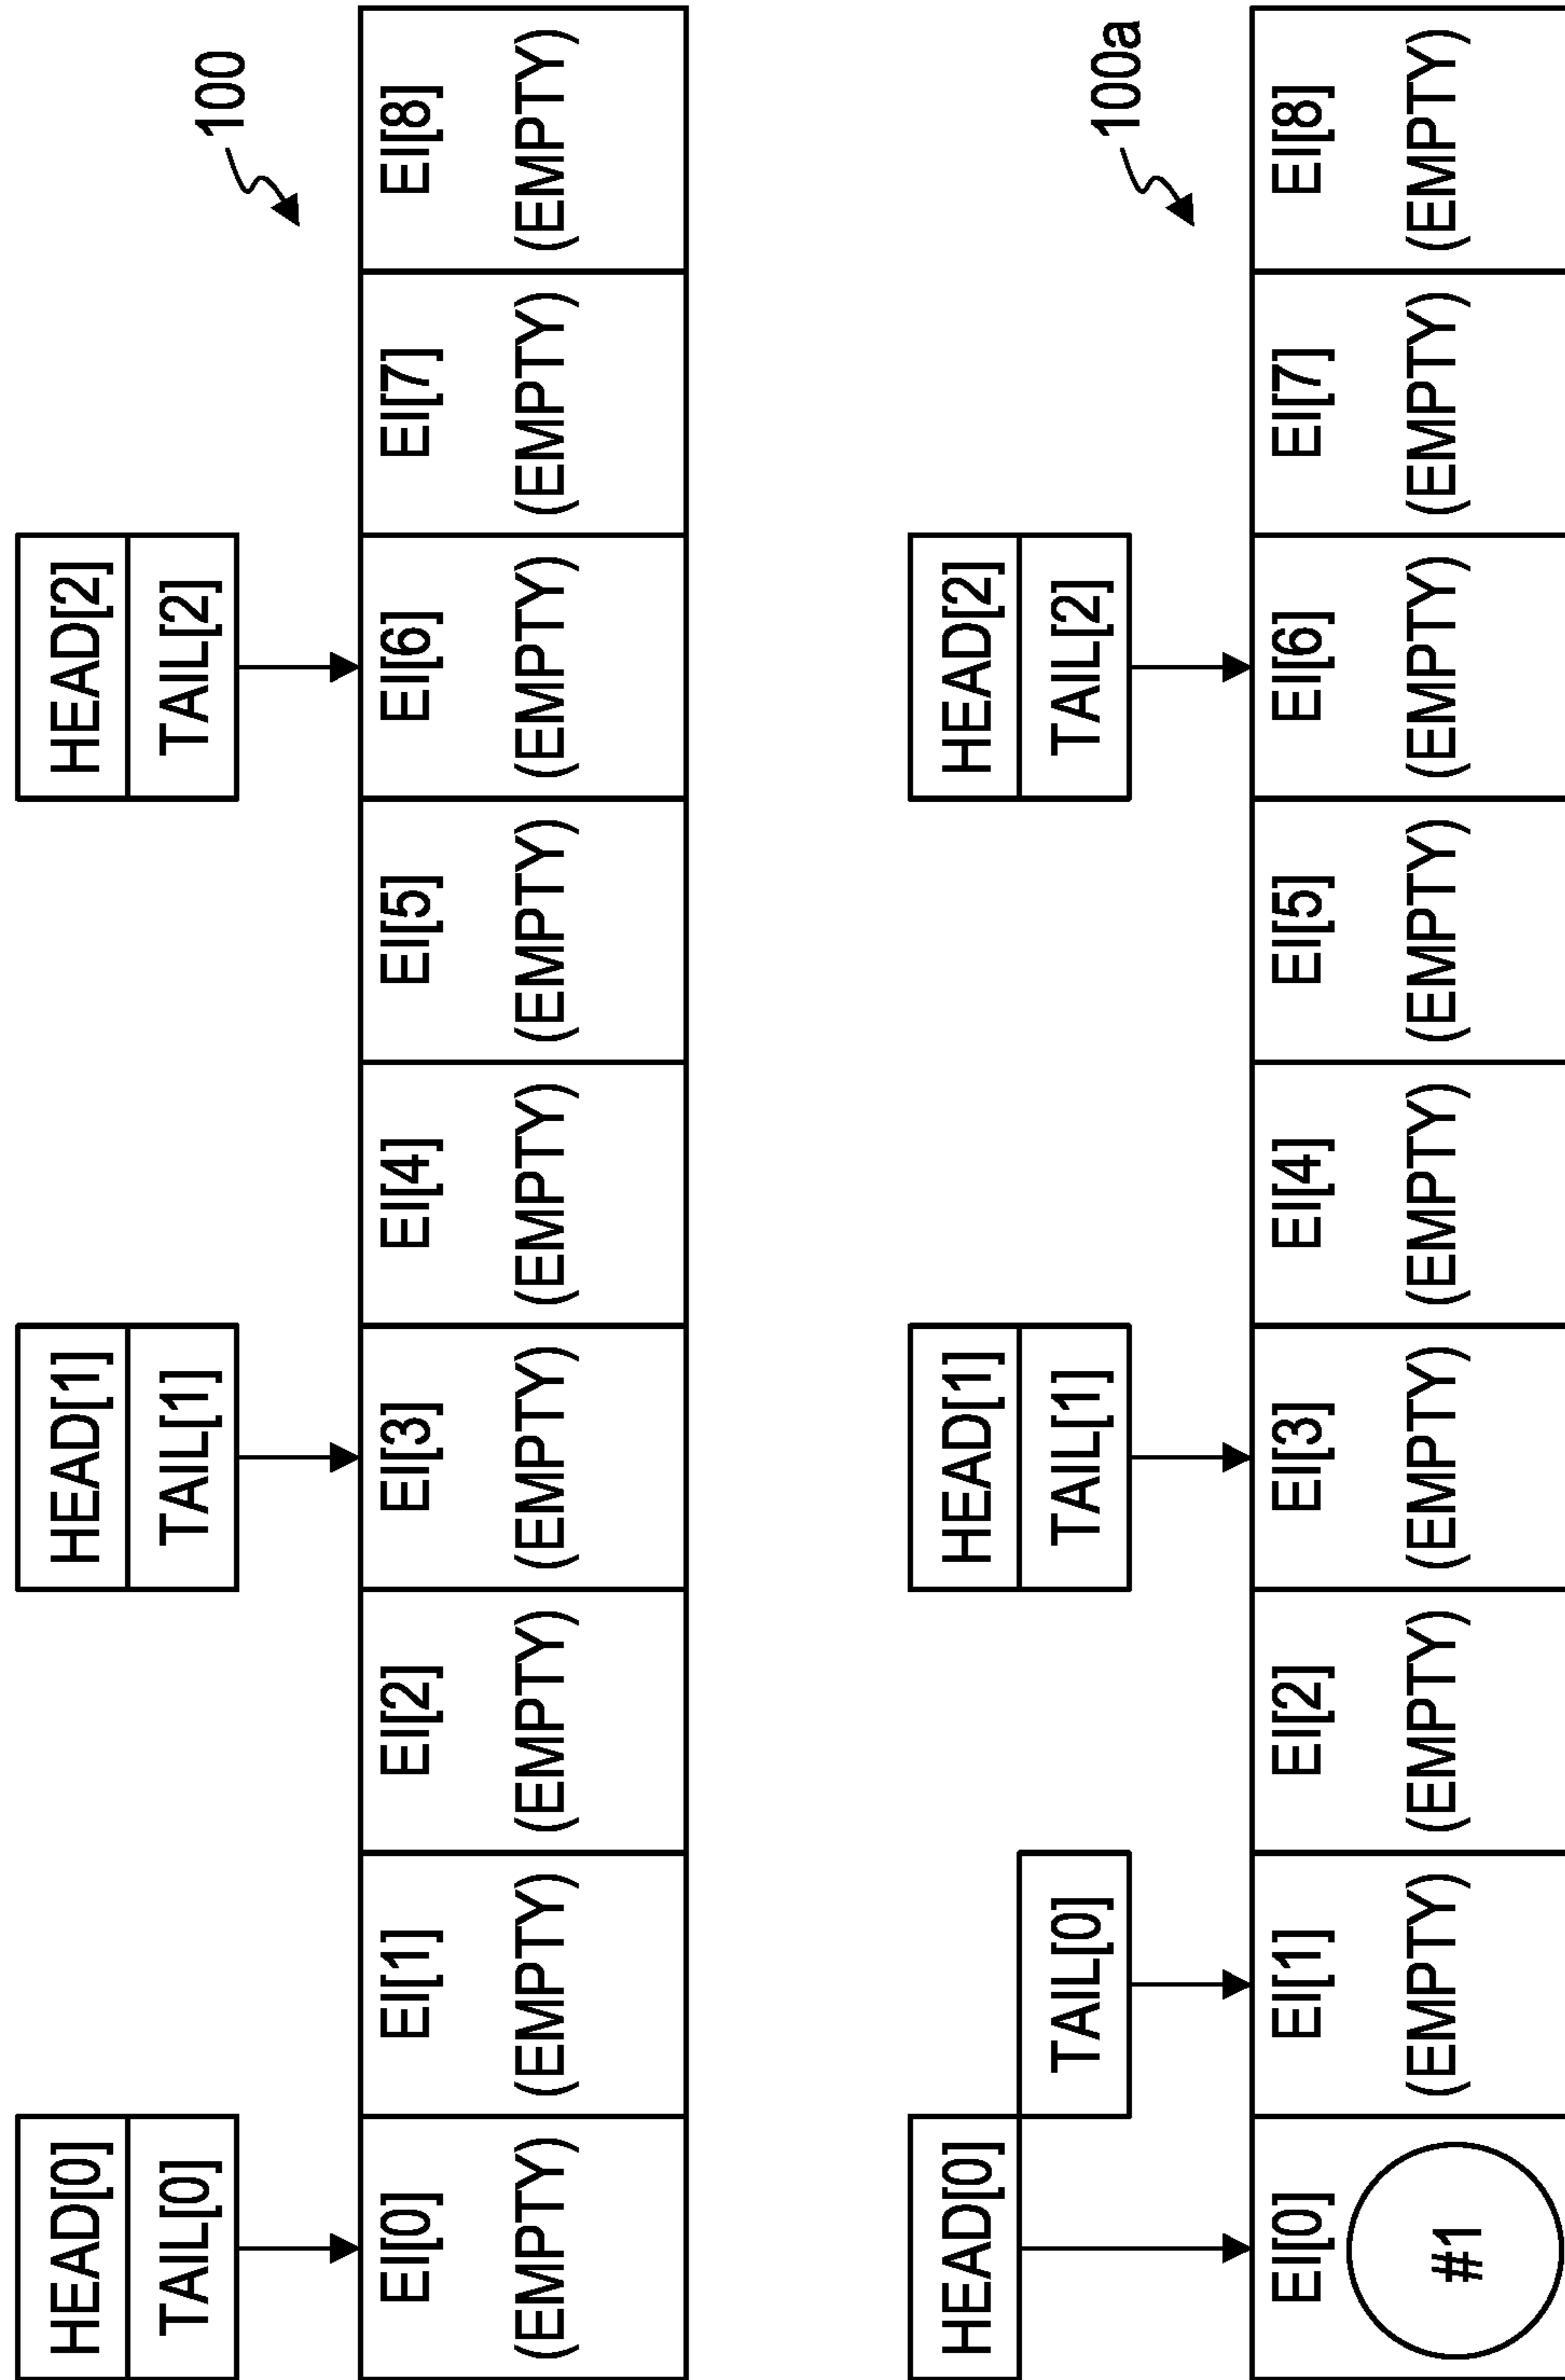 100
HEAD[0] HEAD[1] HEAD[2]
TAIL[0] TAIL[1] TAIL[2]
EI[0] EI[1] EI[2] EI[3] EI[4] EI[5] EI[6] EI[7] EI[8]
(EMPTY) (EMPTY) (EMPTY) (EMPTY) (EMPTY) (EMPTY) (EMPTY) (EMPTY) (EMPTY)
100a
HEAD[0] HEAD[1] HEAD[2]
TAIL[0] TAIL[1] TAIL[2]
EI[0] EI[1] EI[2] EI[3] EI[4] EI[5] EI[6] EI[7] EI[8]
#1 (EMPTY) (EMPTY) (EMPTY) (EMPTY) (EMPTY) (EMPTY) (EMPTY) (EMPTY)